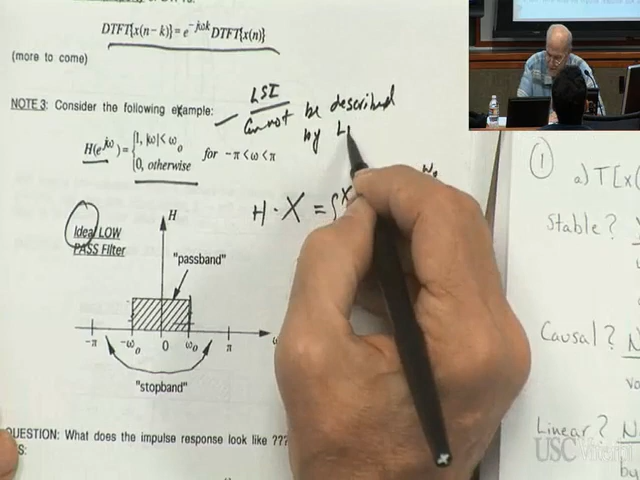 DTFT{x(n-k)} = e^{-jωk} DTFT{x(n)}
(more to come)
NOTE 3: Consider the following example:
LSI
cannot be described
by L
H(e^{jω}) = {1, |ω| < ω₀
0, otherwise for -π < ω < π
H · X =
Ideal LOW
PASS Filter
H
"passband"
-π -ω₀ 0 ω₀ π
"stopband"
QUESTION: What does the impulse response look like ???
①
a) T[x
Stable?
Causal? N
Linear? N
by
USC Viterbi